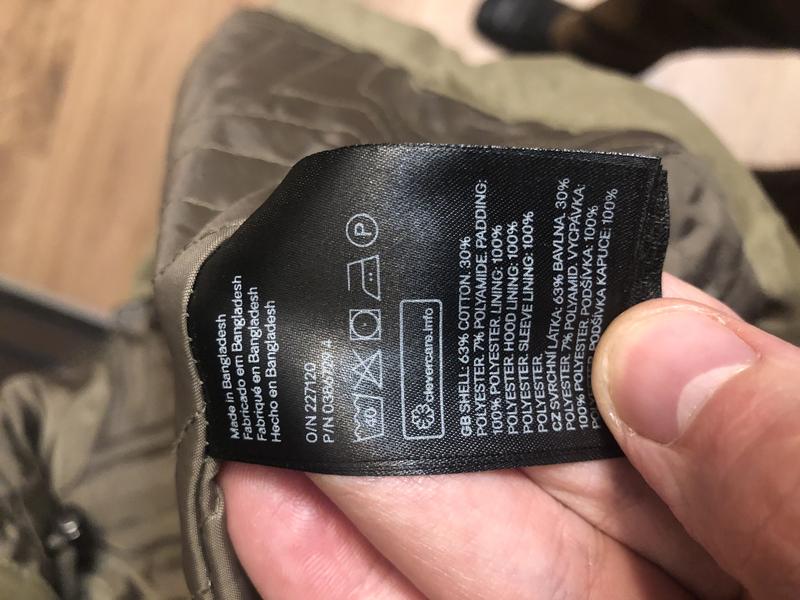 Made in Bangladesh
Fabricado em Bangladesh
Fabriqué en Bangladesh
Hecho en Bangladesh
O/N 227120
P/N
40
P
clevercare.info
GB SHELL: 63% COTTON. 30%
POLYESTER. 7% POLYAMIDE. PADDING:
100% POLYESTER. LINING: 100%
POLYESTER. HOOD LINING: 100%
POLYESTER. SLEEVE LINING: 100%
POLYESTER.
CZ SVRCHNÍ LÁTKA: 63% BAVLNA. 30%
POLYESTER. 7% POLYAMID. VYCPÁVKA:
100% POLYESTER. PODŠÍVKA: 100%
PODŠÍVKA KAPUCE: 100%